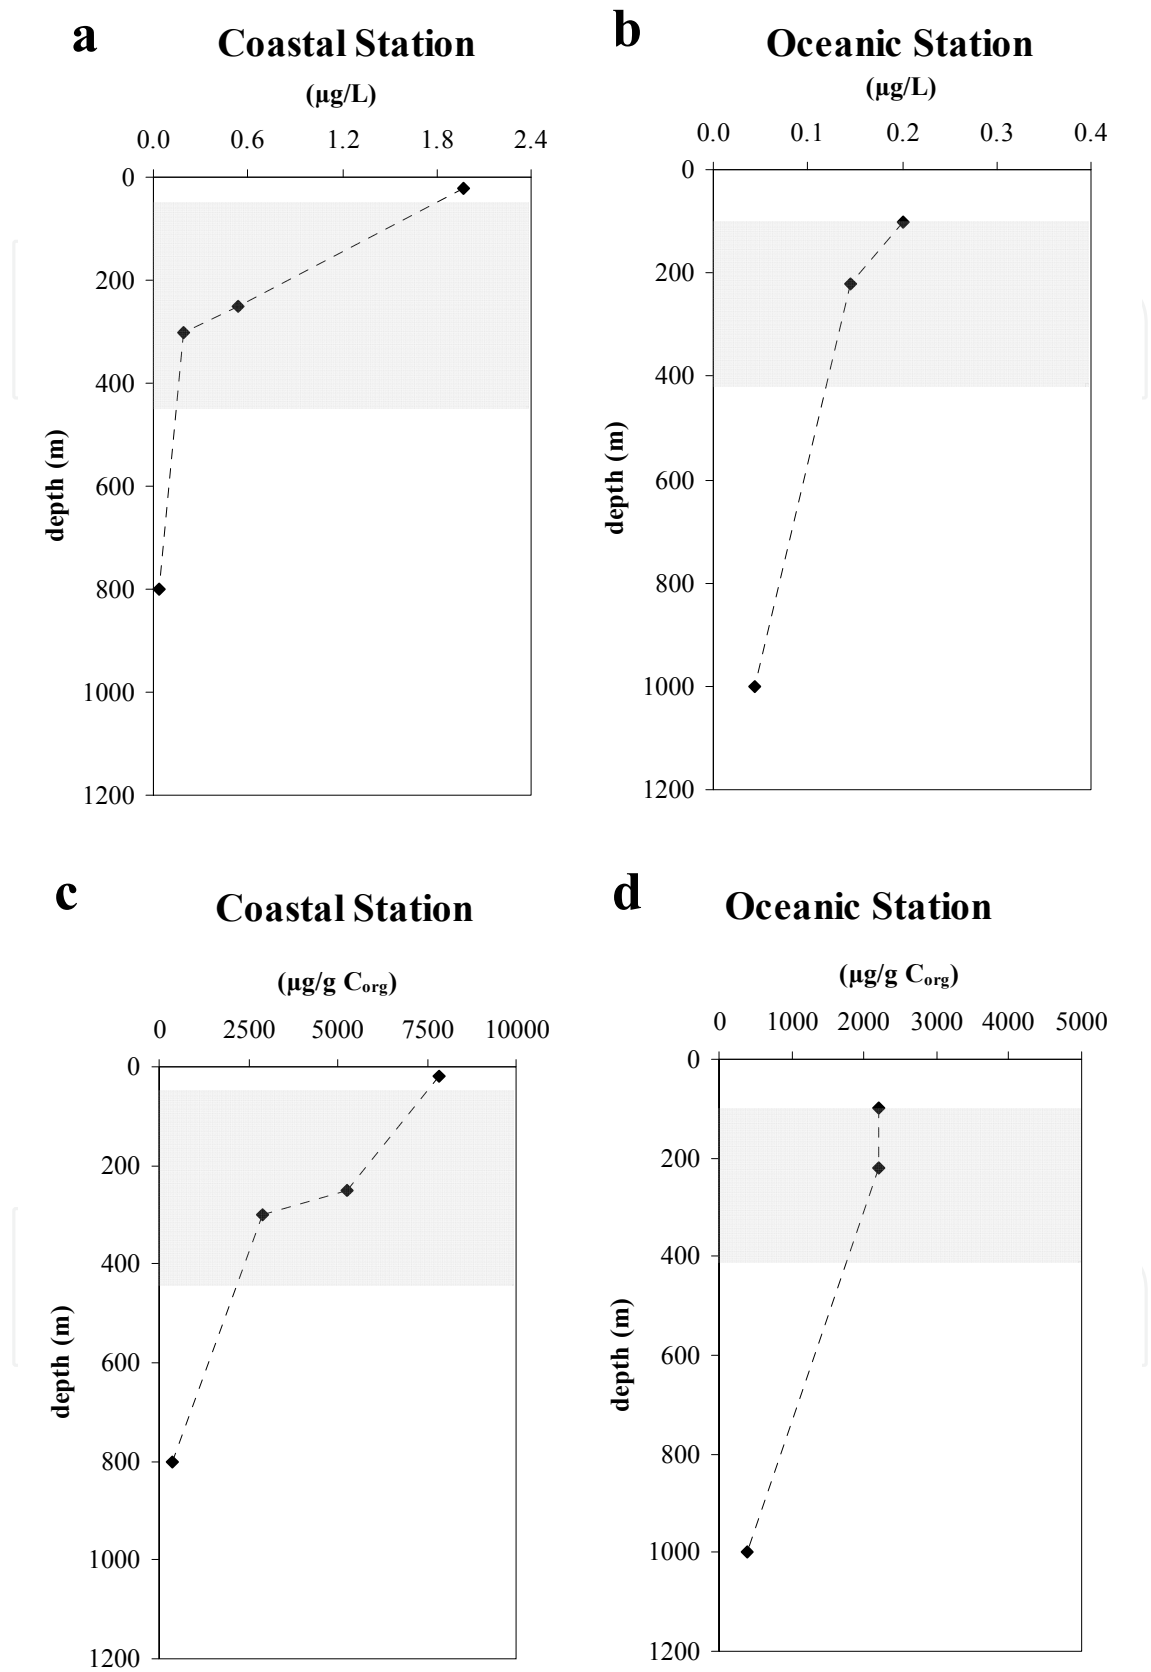 a
Coastal Station
(µg/L)
0.0 0.6 1.2 1.8 2.4
0
200
400
600
800
1000
1200
depth (m)
b
Oceanic Station
(µg/L)
0.0 0.1 0.2 0.3 0.4
0
200
400
600
800
1000
1200
depth (m)
c
Coastal Station
(µg/g Corg)
0 2500 5000 7500 10000
0
200
400
600
800
1000
1200
depth (m)
d
Oceanic Station
(µg/g Corg)
0 1000 2000 3000 4000 5000
0
200
400
600
800
1000
1200
depth (m)